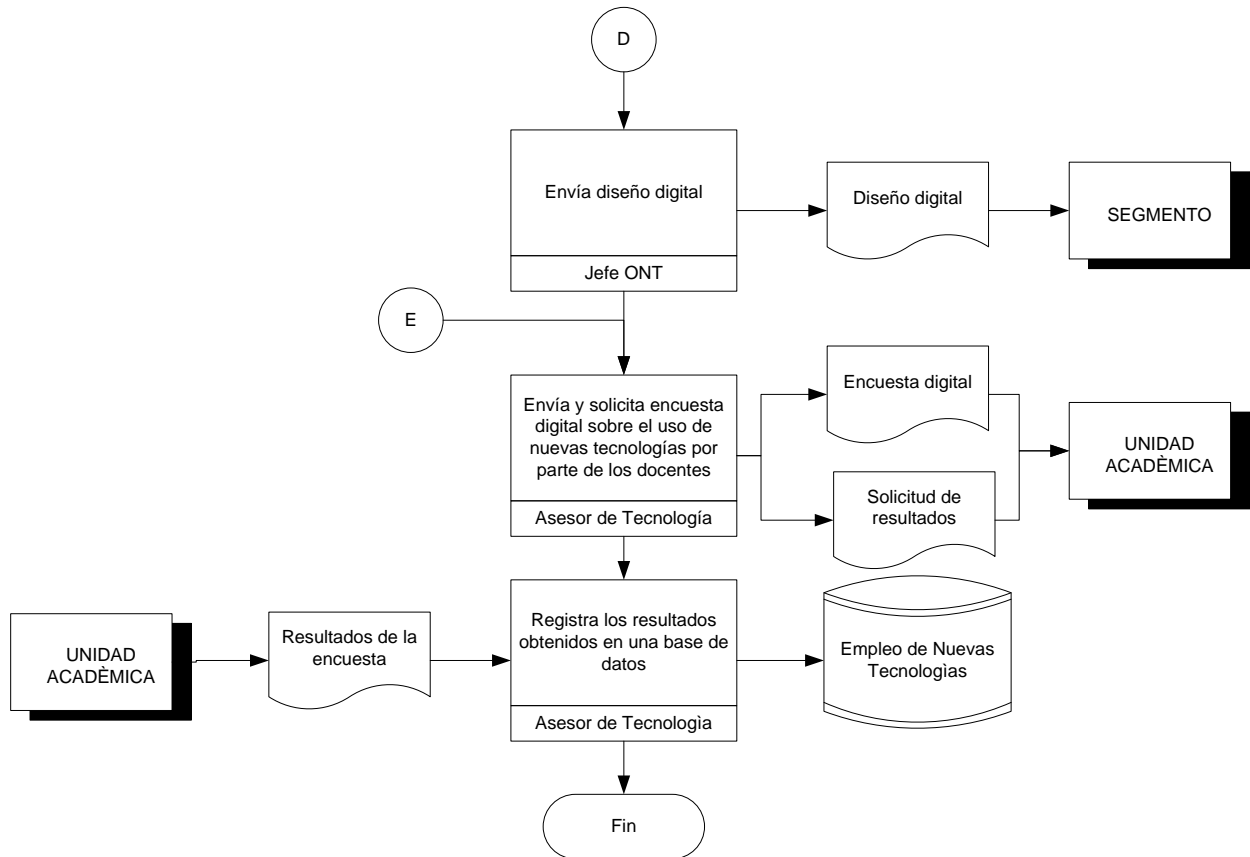 D
Envía diseño digital
Jefe ONT
Diseño digital
SEGMENTO
E
Envía y solicita encuesta
digital sobre el uso de
nuevas tecnologías por
parte de los docentes
Asesor de Tecnología
Encuesta digital
Solicitud de
resultados
UNIDAD
ACADÈMICA
UNIDAD
ACADÈMICA
Resultados de la
encuesta
Registra los resultados
obtenidos en una base de
datos
Asesor de Tecnologìa
Empleo de Nuevas
Tecnologìas
Fin